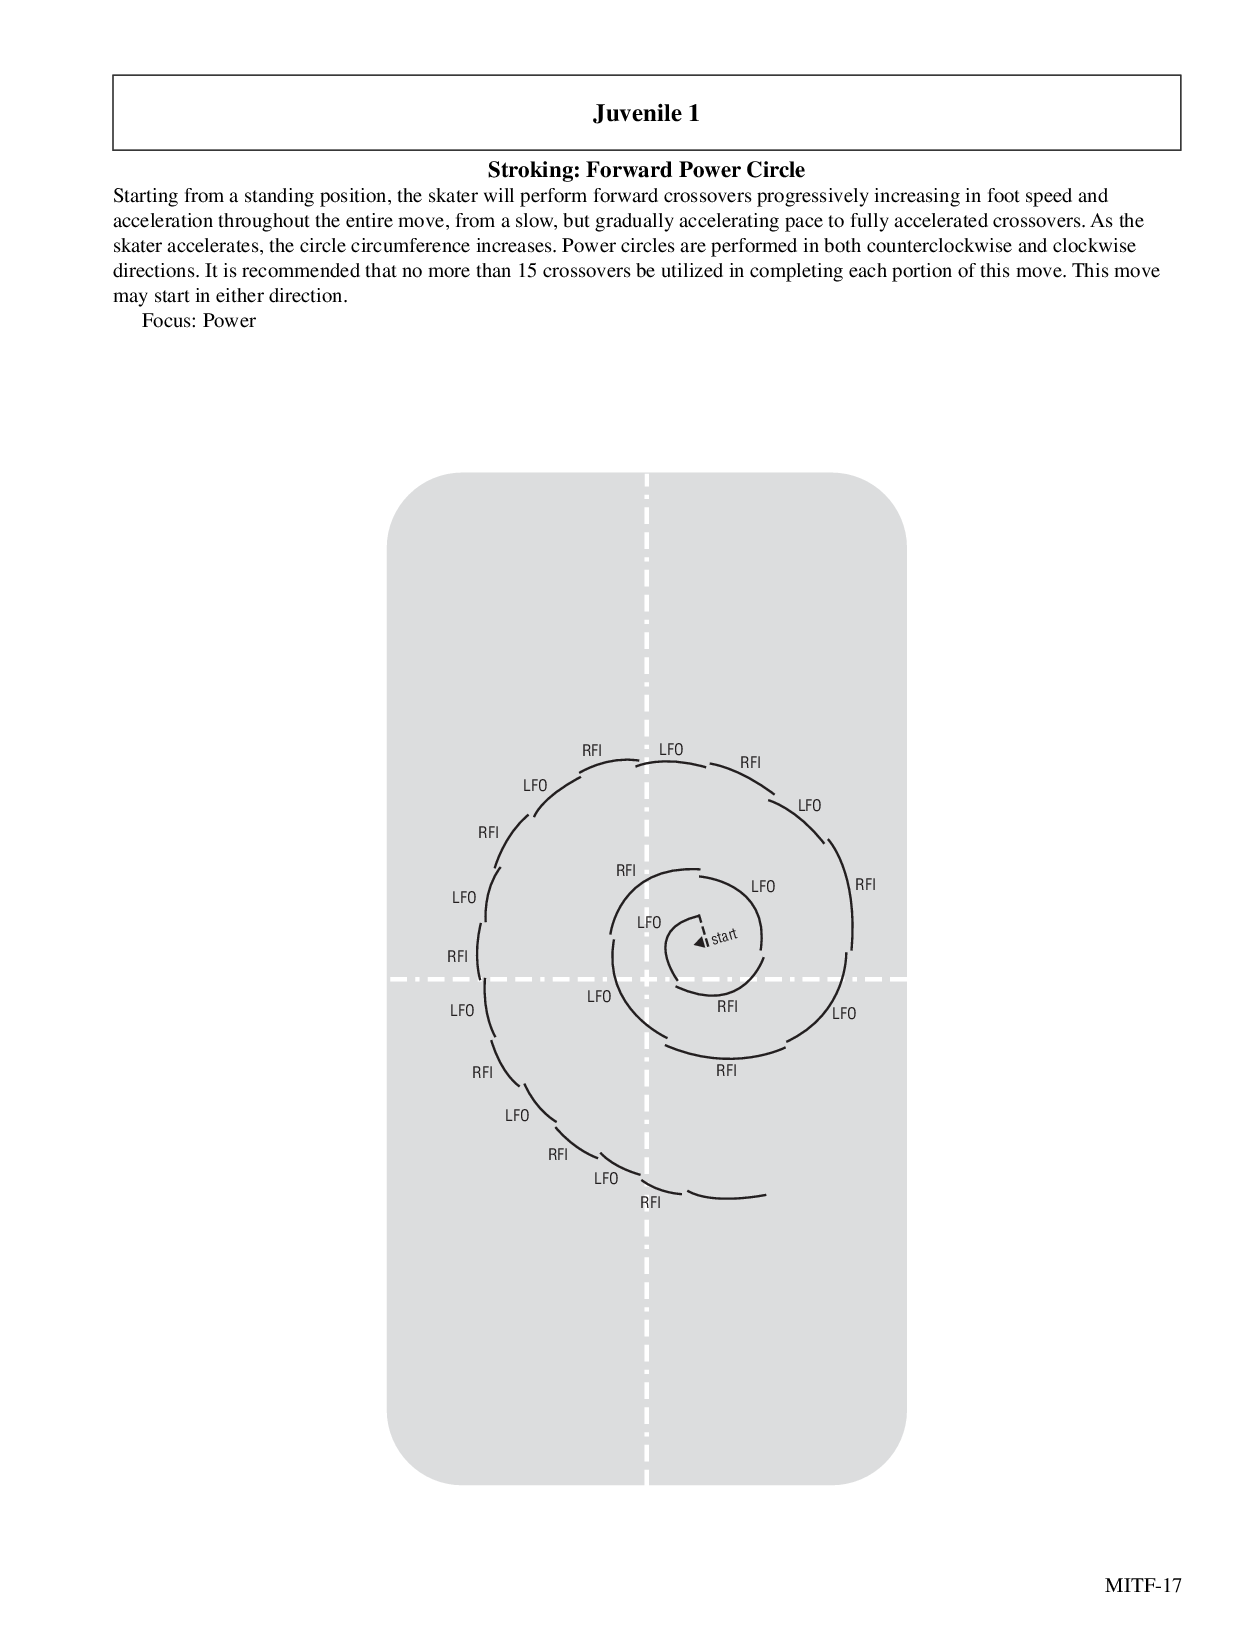 Juvenile 1
Stroking: Forward Power Circle
Starting from a standing position, the skater will perform forward crossovers progressively increasing in foot speed and
acceleration throughout the entire move, from a slow, but gradually accelerating pace to fully accelerated crossovers. As the
skater accelerates, the circle circumference increases. Power circles are performed in both counterclockwise and clockwise
directions. It is recommended that no more than 15 crossovers be utilized in completing each portion of this move. This move
may start in either direction.
Focus: Power
RFI
LFO
RFI
LFO
LFO
RFI
RFI
LFO
RFI
LFO
LFO
LFO
start
RFI
LFO
RFI
LFO
LFO
RFI
RFI
LFO
RFI
LFO
RFI
MITF-17